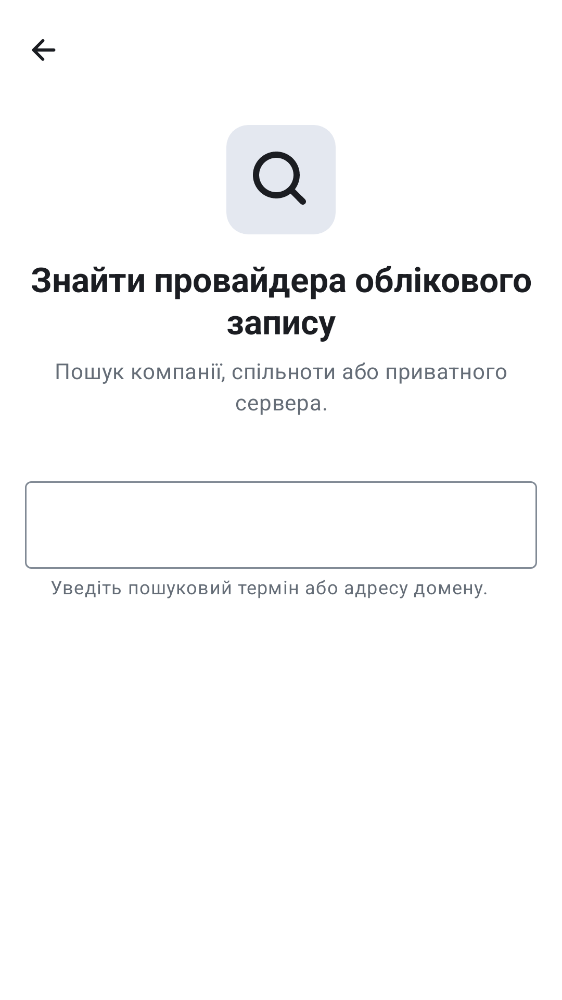 Знайти провайдера облікового
запису
Пошук компанії, спільноти або приватного
сервера.
Уведіть пошуковий термін або адресу домену.